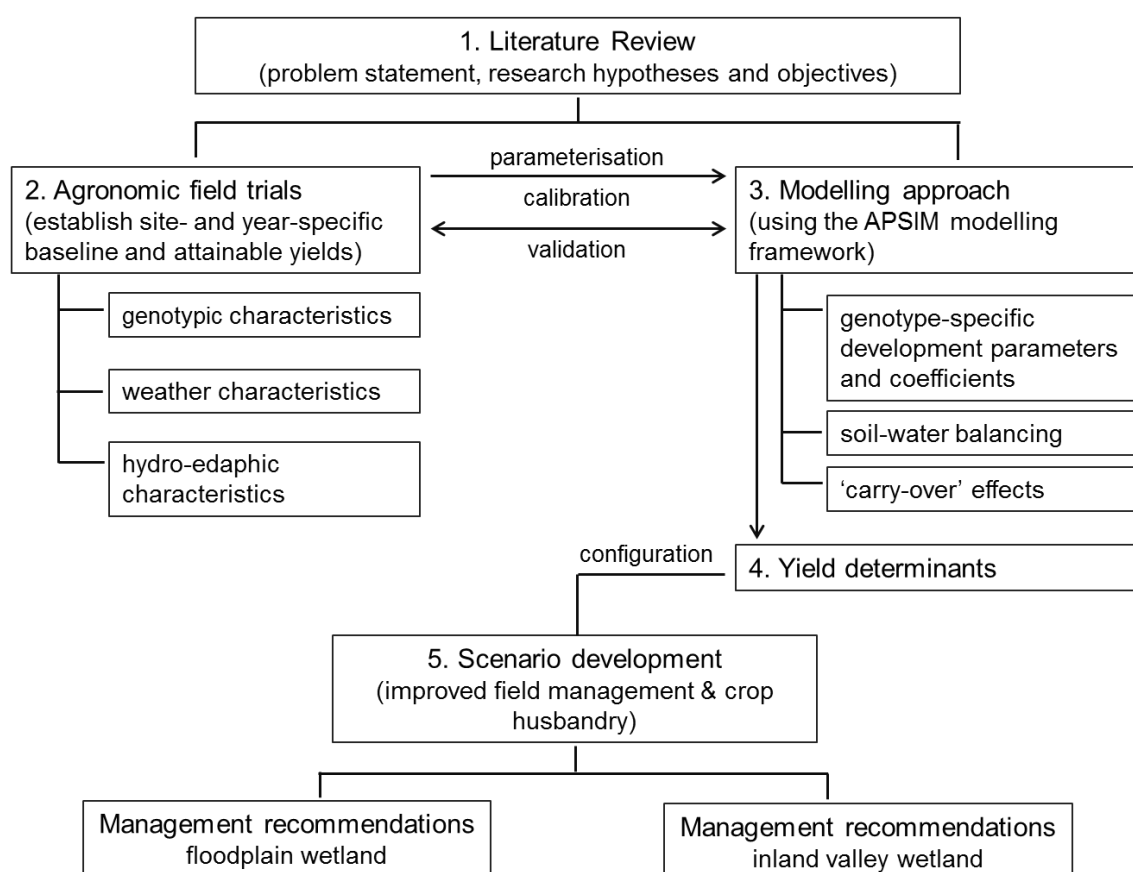 1. Literature Review
(problem statement, research hypotheses and objectives)
2. Agronomic field trials
(establish site- and year-specific
baseline and attainable yields)
parameterisation
calibration
validation
3. Modelling approach
(using the APSIM modelling
framework)
genotypic characteristics
weather characteristics
hydro-edaphic
characteristics
genotype-specific
development parameters
and coefficients
soil-water balancing
‘carry-over’ effects
configuration
4. Yield determinants
5. Scenario development
(improved field management & crop
husbandry)
Management recommendations
floodplain wetland
Management recommendations
inland valley wetland